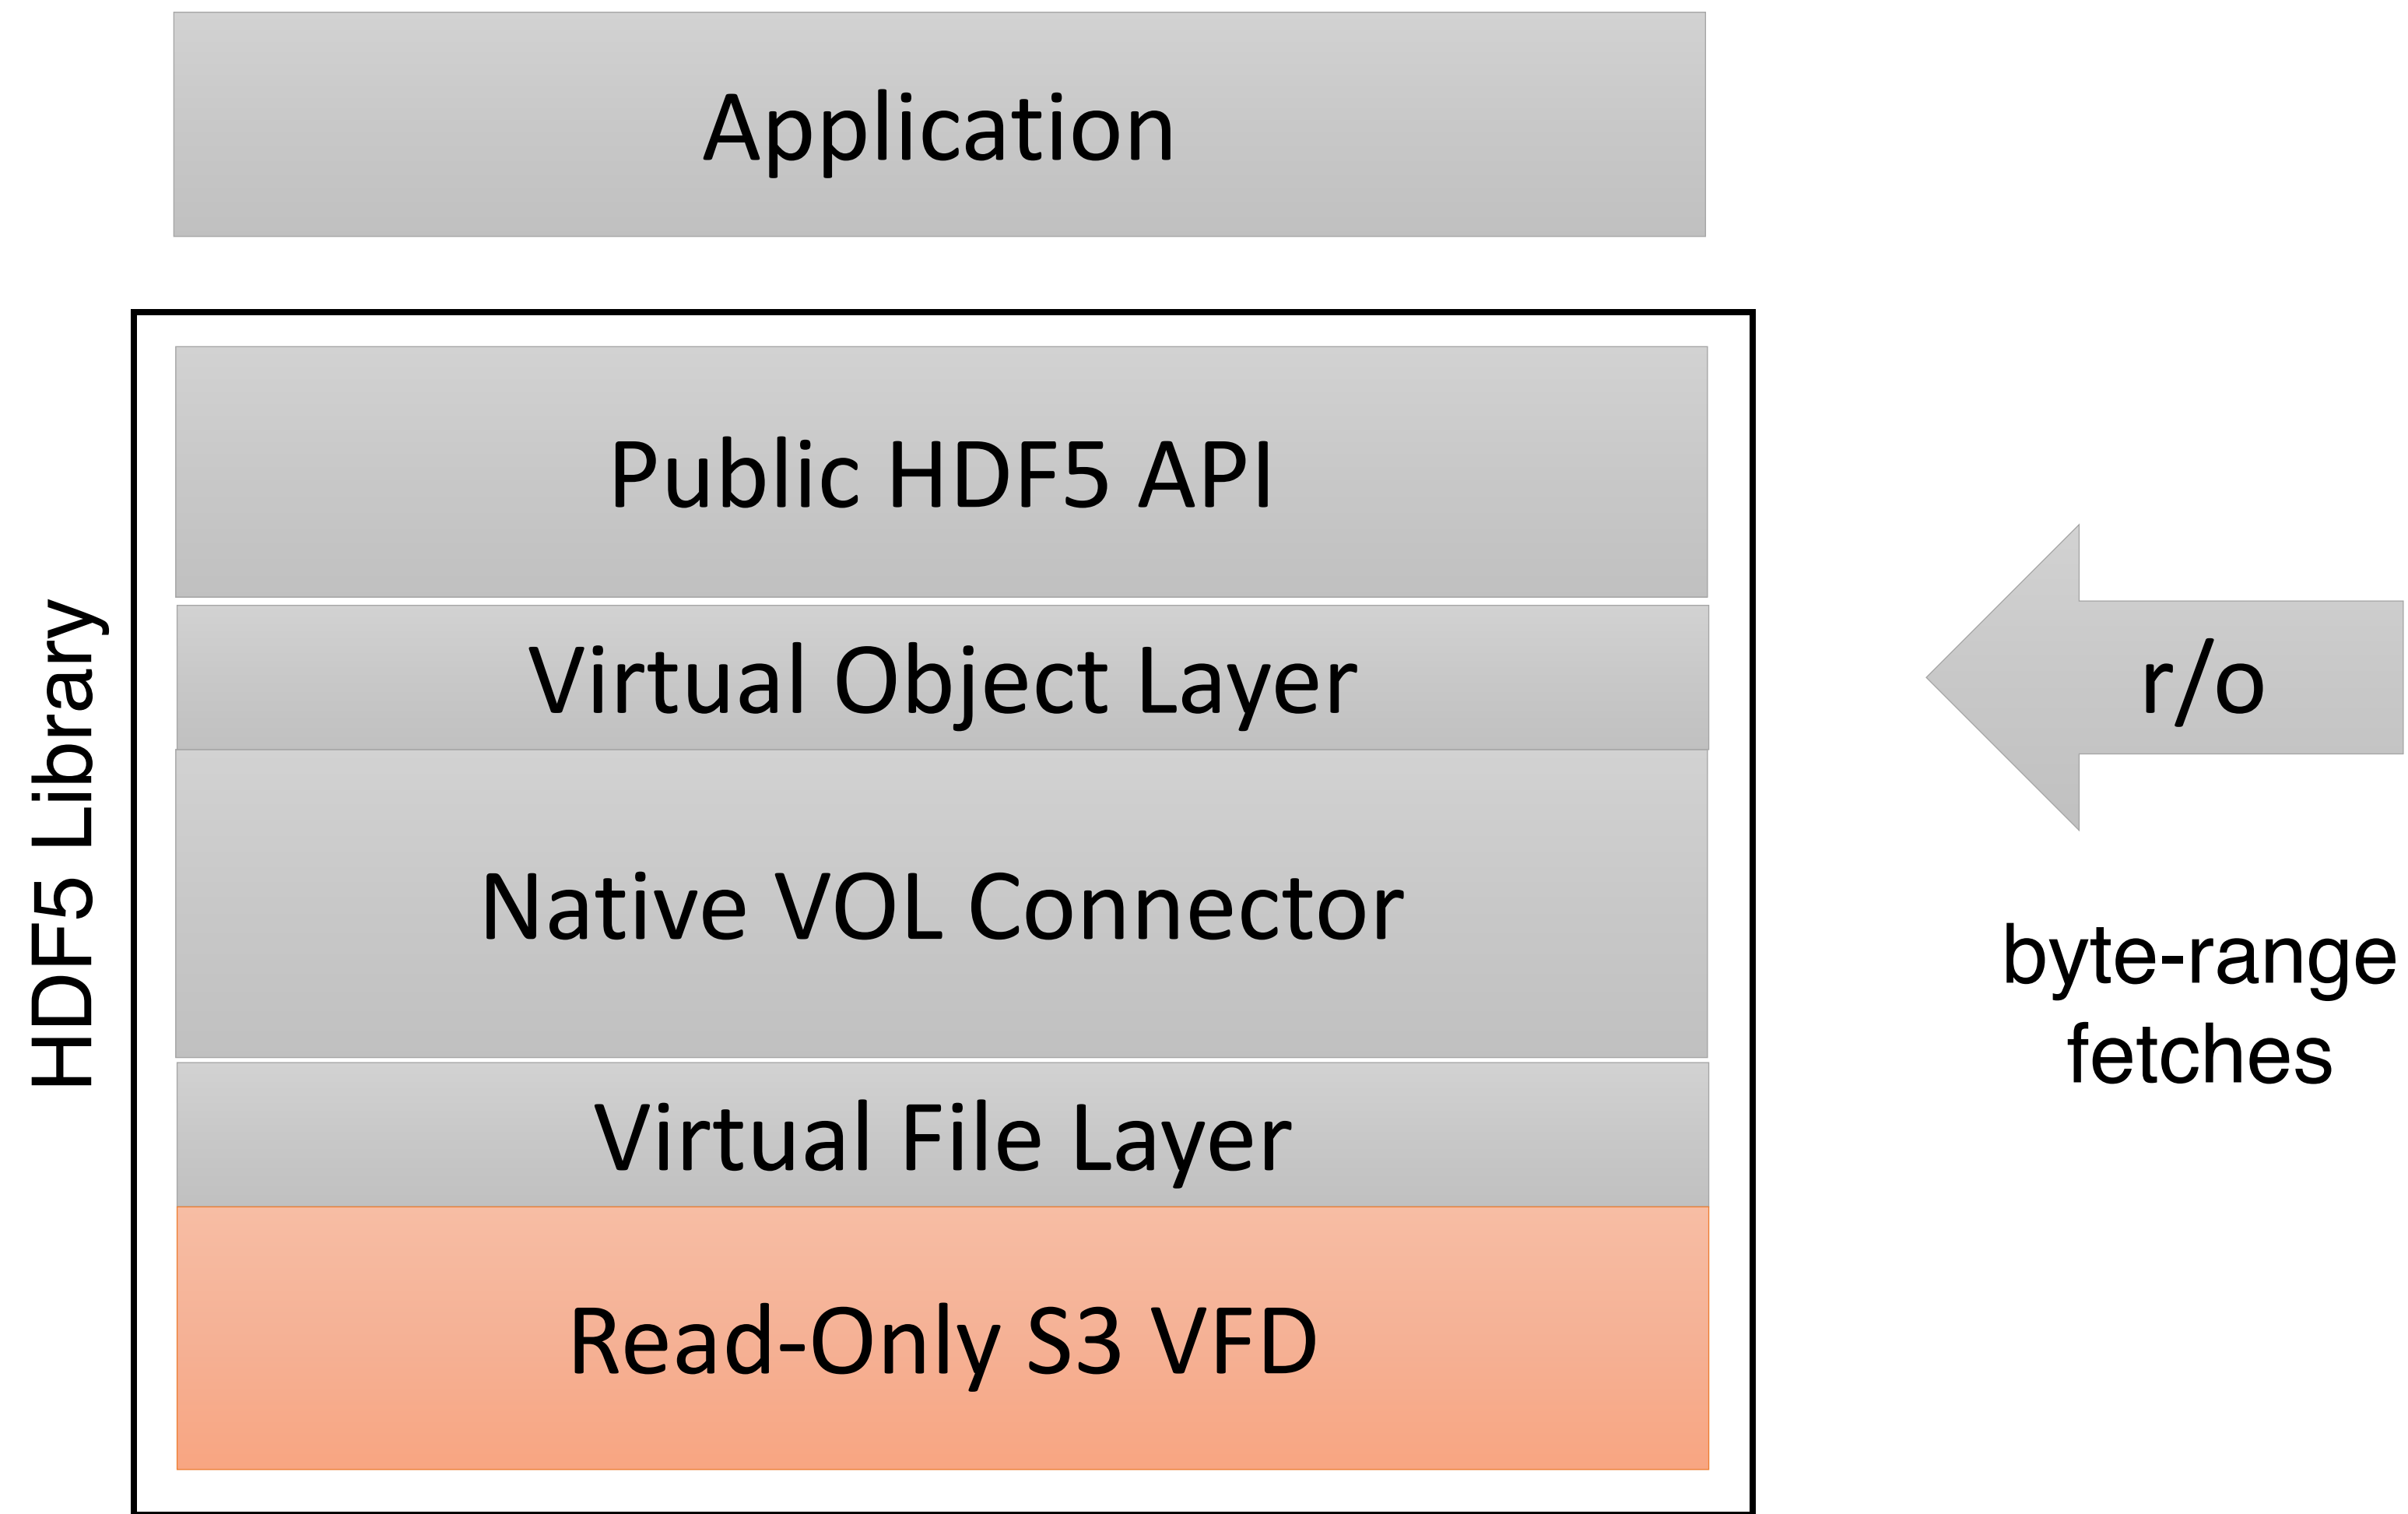 Application
HDF5 Library
Public HDF5 API
Virtual Object Layer
Native VOL Connector
Virtual File Layer
Read-Only S3 VFD
r/o
byte-range
fetches